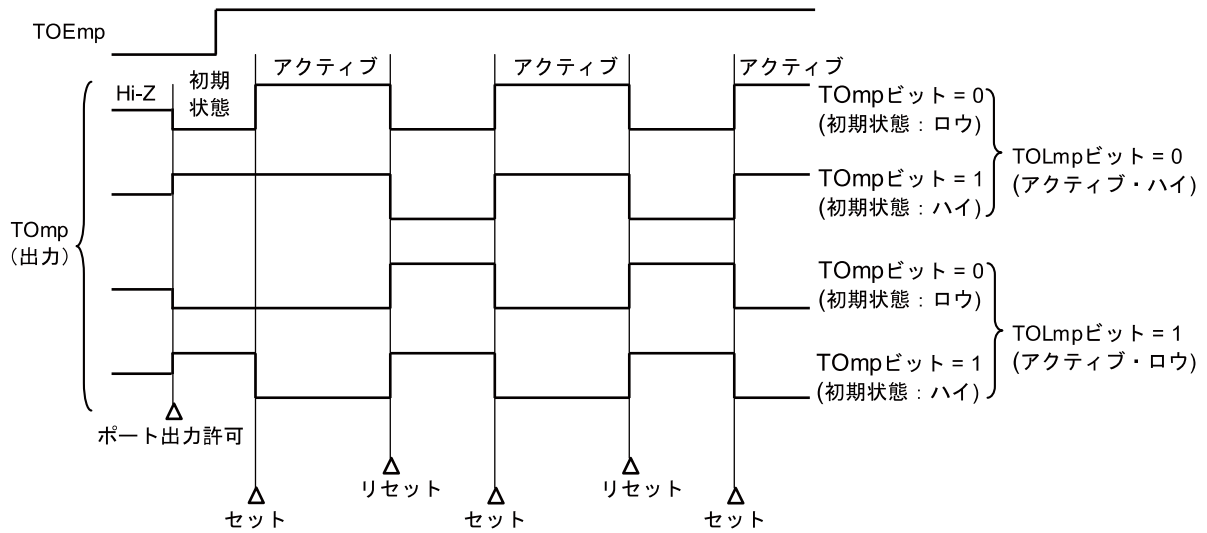 TOEmp
アクティブ
アクティブ
アクティブ
Hi-Z
初期
状態
TOmpビット = 0
(初期状態：ロウ)
TOLmpビット = 0
(アクティブ・ハイ)
TOmpビット = 1
(初期状態：ハイ)
TOmp
(出力)
TOmpビット = 0
(初期状態：ロウ)
TOLmpビット = 1
(アクティブ・ロウ)
TOmpビット = 1
(初期状態：ハイ)
ポート出力許可
リセット
リセット
セット
セット
セット